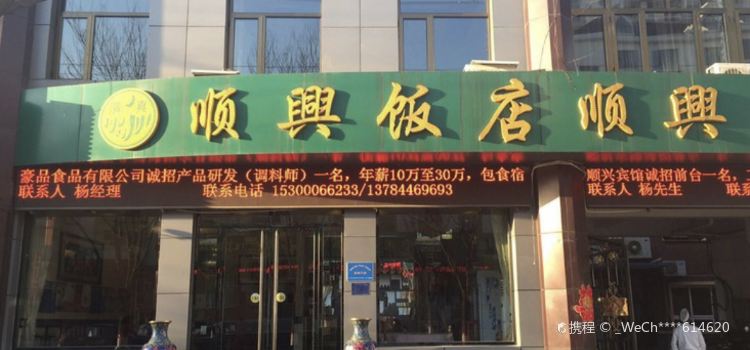 顺興饭店 顺興
豪品食品有限公司诚招产品研发（调料师）一名，年薪10万至30万，包食宿
联系人 杨经理 联系电话 15300066233/13784469693
顺兴宾馆诚招前台一名，
联系人 杨先生
携程 © _WeCh****614620